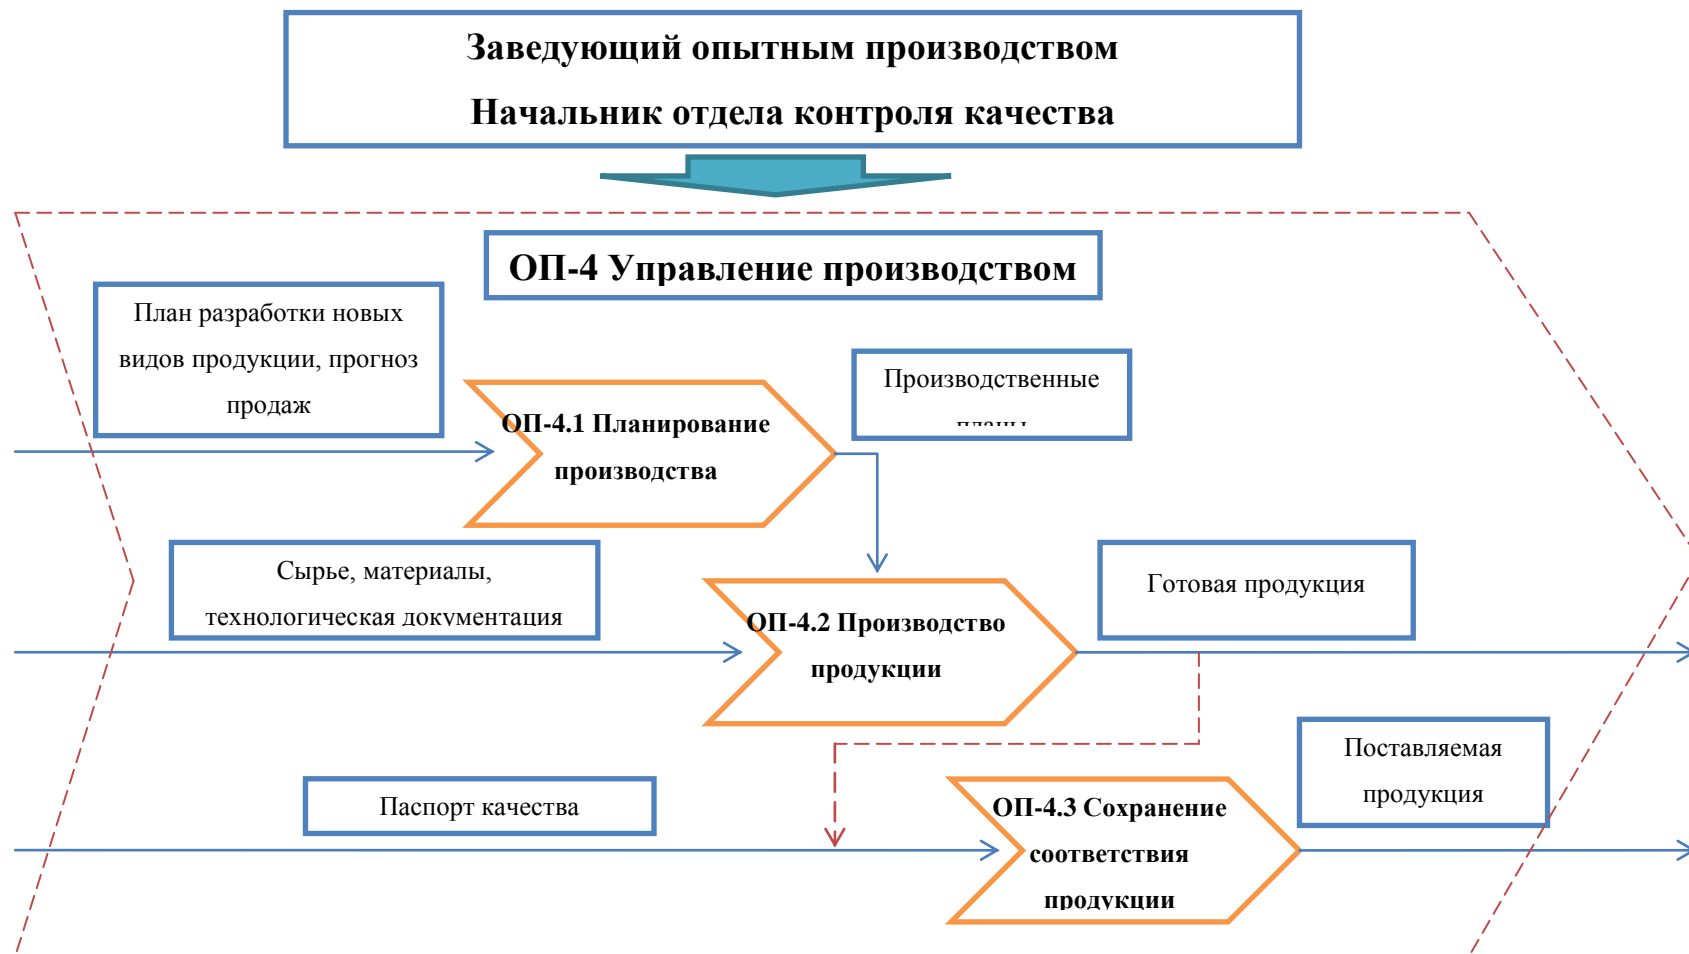 Заведующий опытным производством
Начальник отдела контроля качества
ОП-4 Управление производством
План разработки новых
видов продукции, прогноз
продаж
Производственные
планы
ОП-4.1 Планирование
производства
Сырье, материалы,
технологическая документация
Готовая продукция
ОП-4.2 Производство
продукции
Поставляемая
продукция
Паспорт качества
ОП-4.3 Сохранение
соответствия
продукции